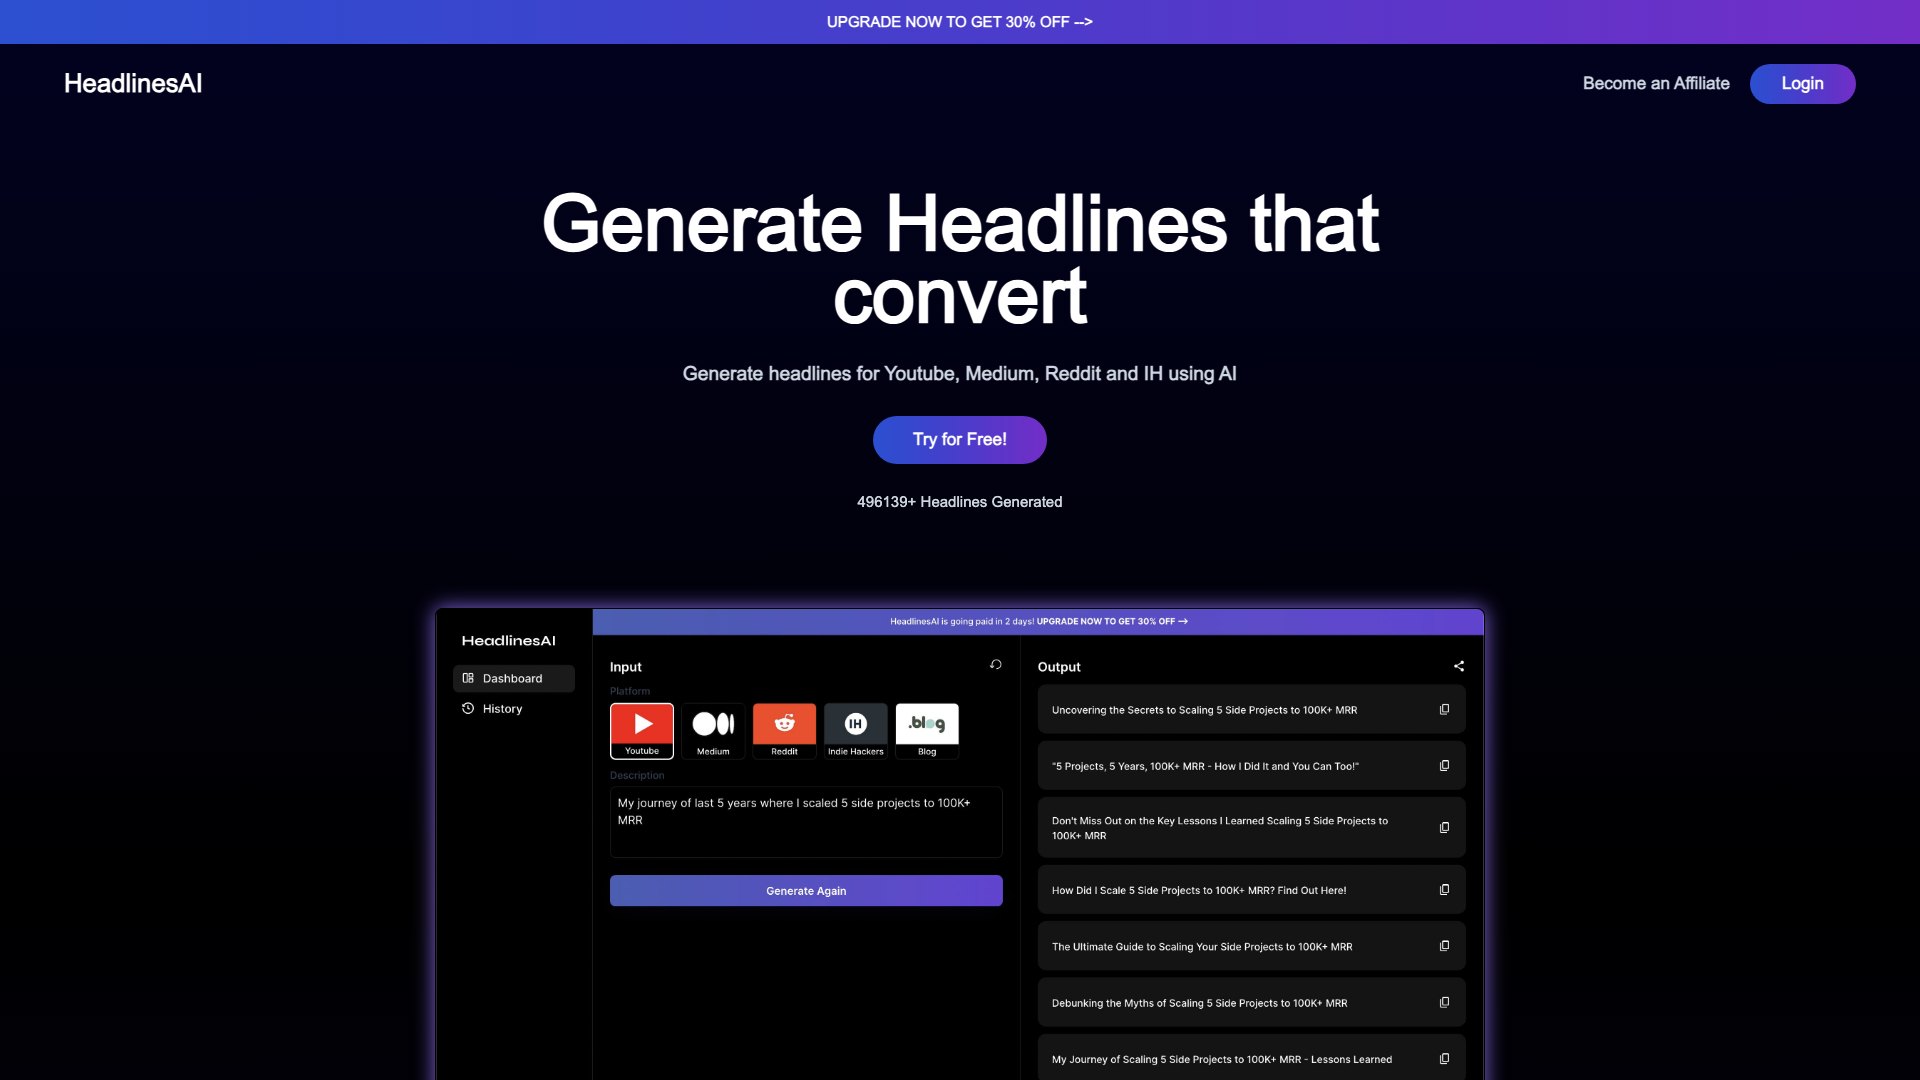 UPGRADE NOW TO GET 30% OFF -->
HeadlinesAI
Become an Affiliate
Login
Generate Headlines that
convert
Generate headlines for Youtube, Medium, Reddit and IH using AI
Try for Free!
496139+ Headlines Generated
HeadlinesAI is going paid in 2 days! UPGRADE NOW TO GET 30% OFF -->
HeadlinesAI
Dashboard
History
Input
Platform
Youtube
Medium
IH
.blog
Reddit
Indie Hackers
Blog
Description
My journey of last 5 years where I scaled 5 side projects to 100K+
MRR
Generate Again
Output
Uncovering the Secrets to Scaling 5 Side Projects to 100K+ MRR
"5 Projects, 5 Years, 100K+ MRR - How I Did It and You Can Too!"
Don't Miss Out on the Key Lessons I Learned Scaling 5 Side Projects to
100K+ MRR
How Did I Scale 5 Side Projects to 100K+ MRR? Find Out Here!
The Ultimate Guide to Scaling Your Side Projects to 100K+ MRR
Debunking the Myths of Scaling 5 Side Projects to 100K+ MRR
My Journey of Scaling 5 Side Projects to 100K+ MRR - Lessons Learned